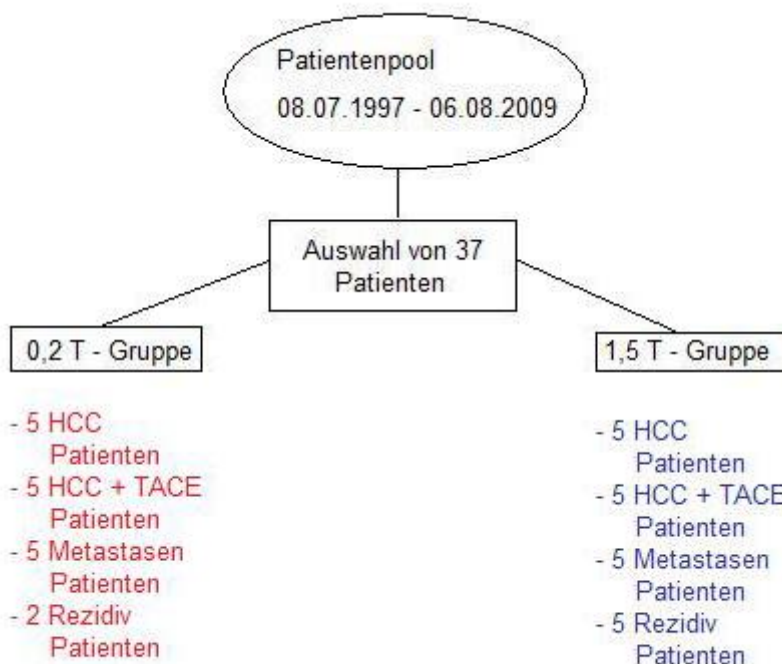 Patientenpool
08.07.1997 - 06.08.2009
Auswahl von 37
Patienten
0,2 T - Gruppe
- 5 HCC
Patienten
- 5 HCC + TACE
Patienten
- 5 Metastasen
Patienten
- 2 Rezidiv
Patienten
1,5 T - Gruppe
- 5 HCC
Patienten
- 5 HCC + TACE
Patienten
- 5 Metastasen
Patienten
- 5 Rezidiv
Patienten